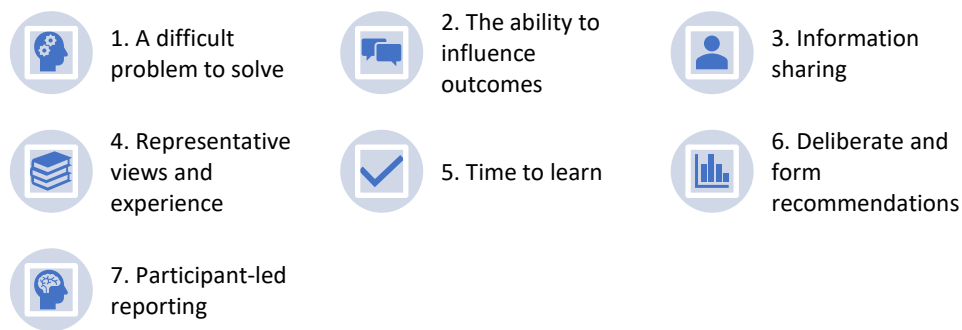 1. A difficult
problem to solve
2. The ability to
influence
outcomes
3. Information
sharing
4. Representative
views and
experience
5. Time to learn
6. Deliberate and
form
recommendations
7. Participant-led
reporting